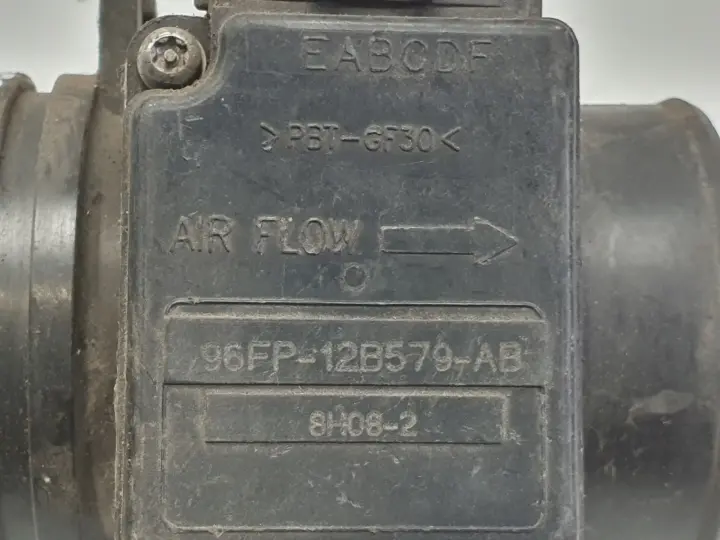 EABCDF
>PBT-GF30<
AIR FLOW
96FP-12B579-AB
8H08-2